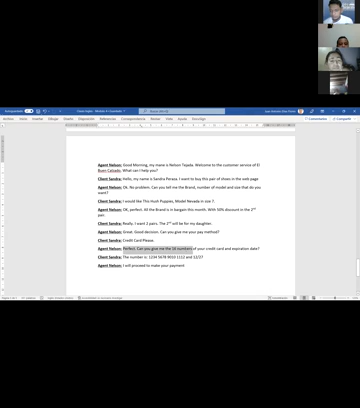 Agent Nelson: Good Morning, my name is Nelson Tejada. Welcome to the customer service of El
Buen Calzado. What can I help you?
Client Sandra: Hello, my name is Sandra Peraza. I want to buy this pair of shoes in the web page
Agent Nelson: Ok. No problem. Can you tell me the Brand, number of model and size that do you
want?
Client Sandra: I would like This Hush Puppies, Model Nevada in size 7.
Agent Nelson: OK, perfect. All the Brand is in bargain this month. With 50% discount in the 2nd
pair.
Client Sandra: Really, I want 2 pairs, The 2nd will be for my daughter.
Agent Nelson: Great. Good decision. Can you give me your pay method?
Client Sandra: Credit Card Please.
Agent Nelson: Perfect. Can you give me the 16 numbers of your credit card and expiration date?
Client Sandra: The number is: 1234 5678 9010 1112 and 12/27
Agent Nelson: I will proceed to make your payment